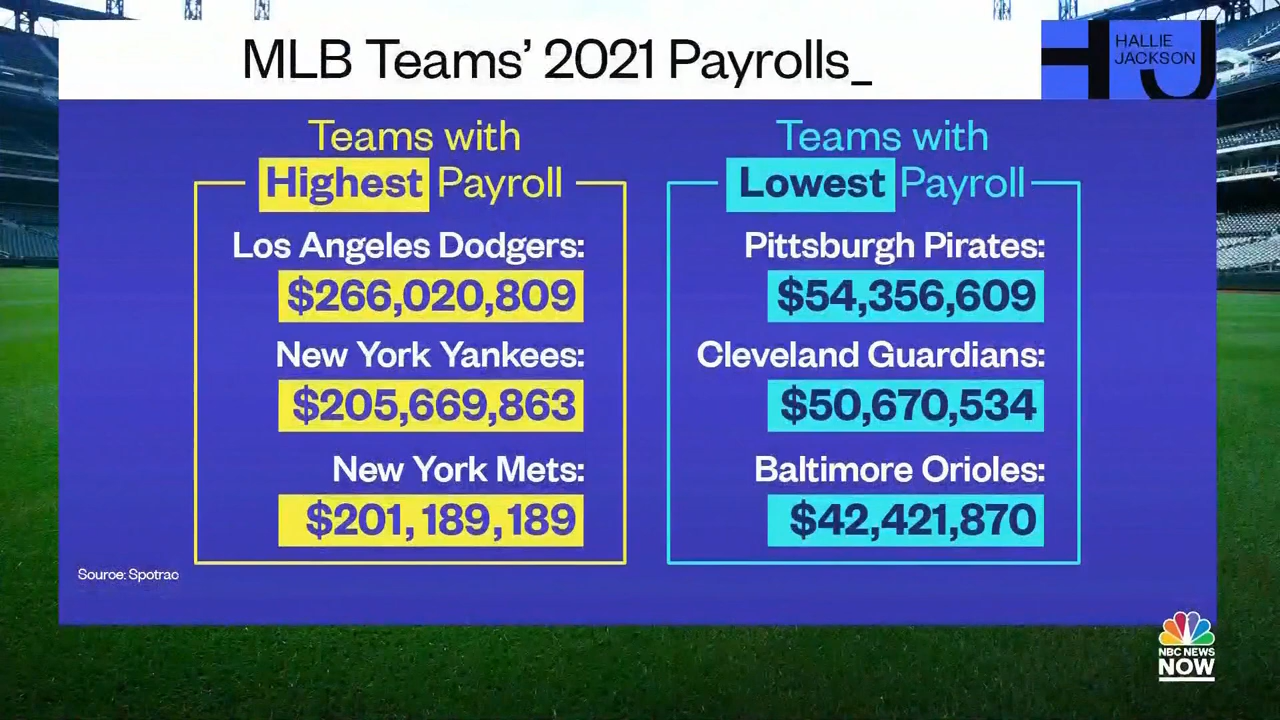 MLB Teams' 2021 Payrolls_
HALLIE
JACKSON
HJ
Teams with
Highest Payroll
Los Angeles Dodgers:
$266,020,809
New York Yankees:
$205,669,863
New York Mets:
$201,189,189
Teams with
Lowest Payroll
Pittsburgh Pirates:
$54,356,609
Cleveland Guardians:
$50,670,534
Baltimore Orioles:
$42,421,870
Source: Spotrac
NBC NEWS
NOW